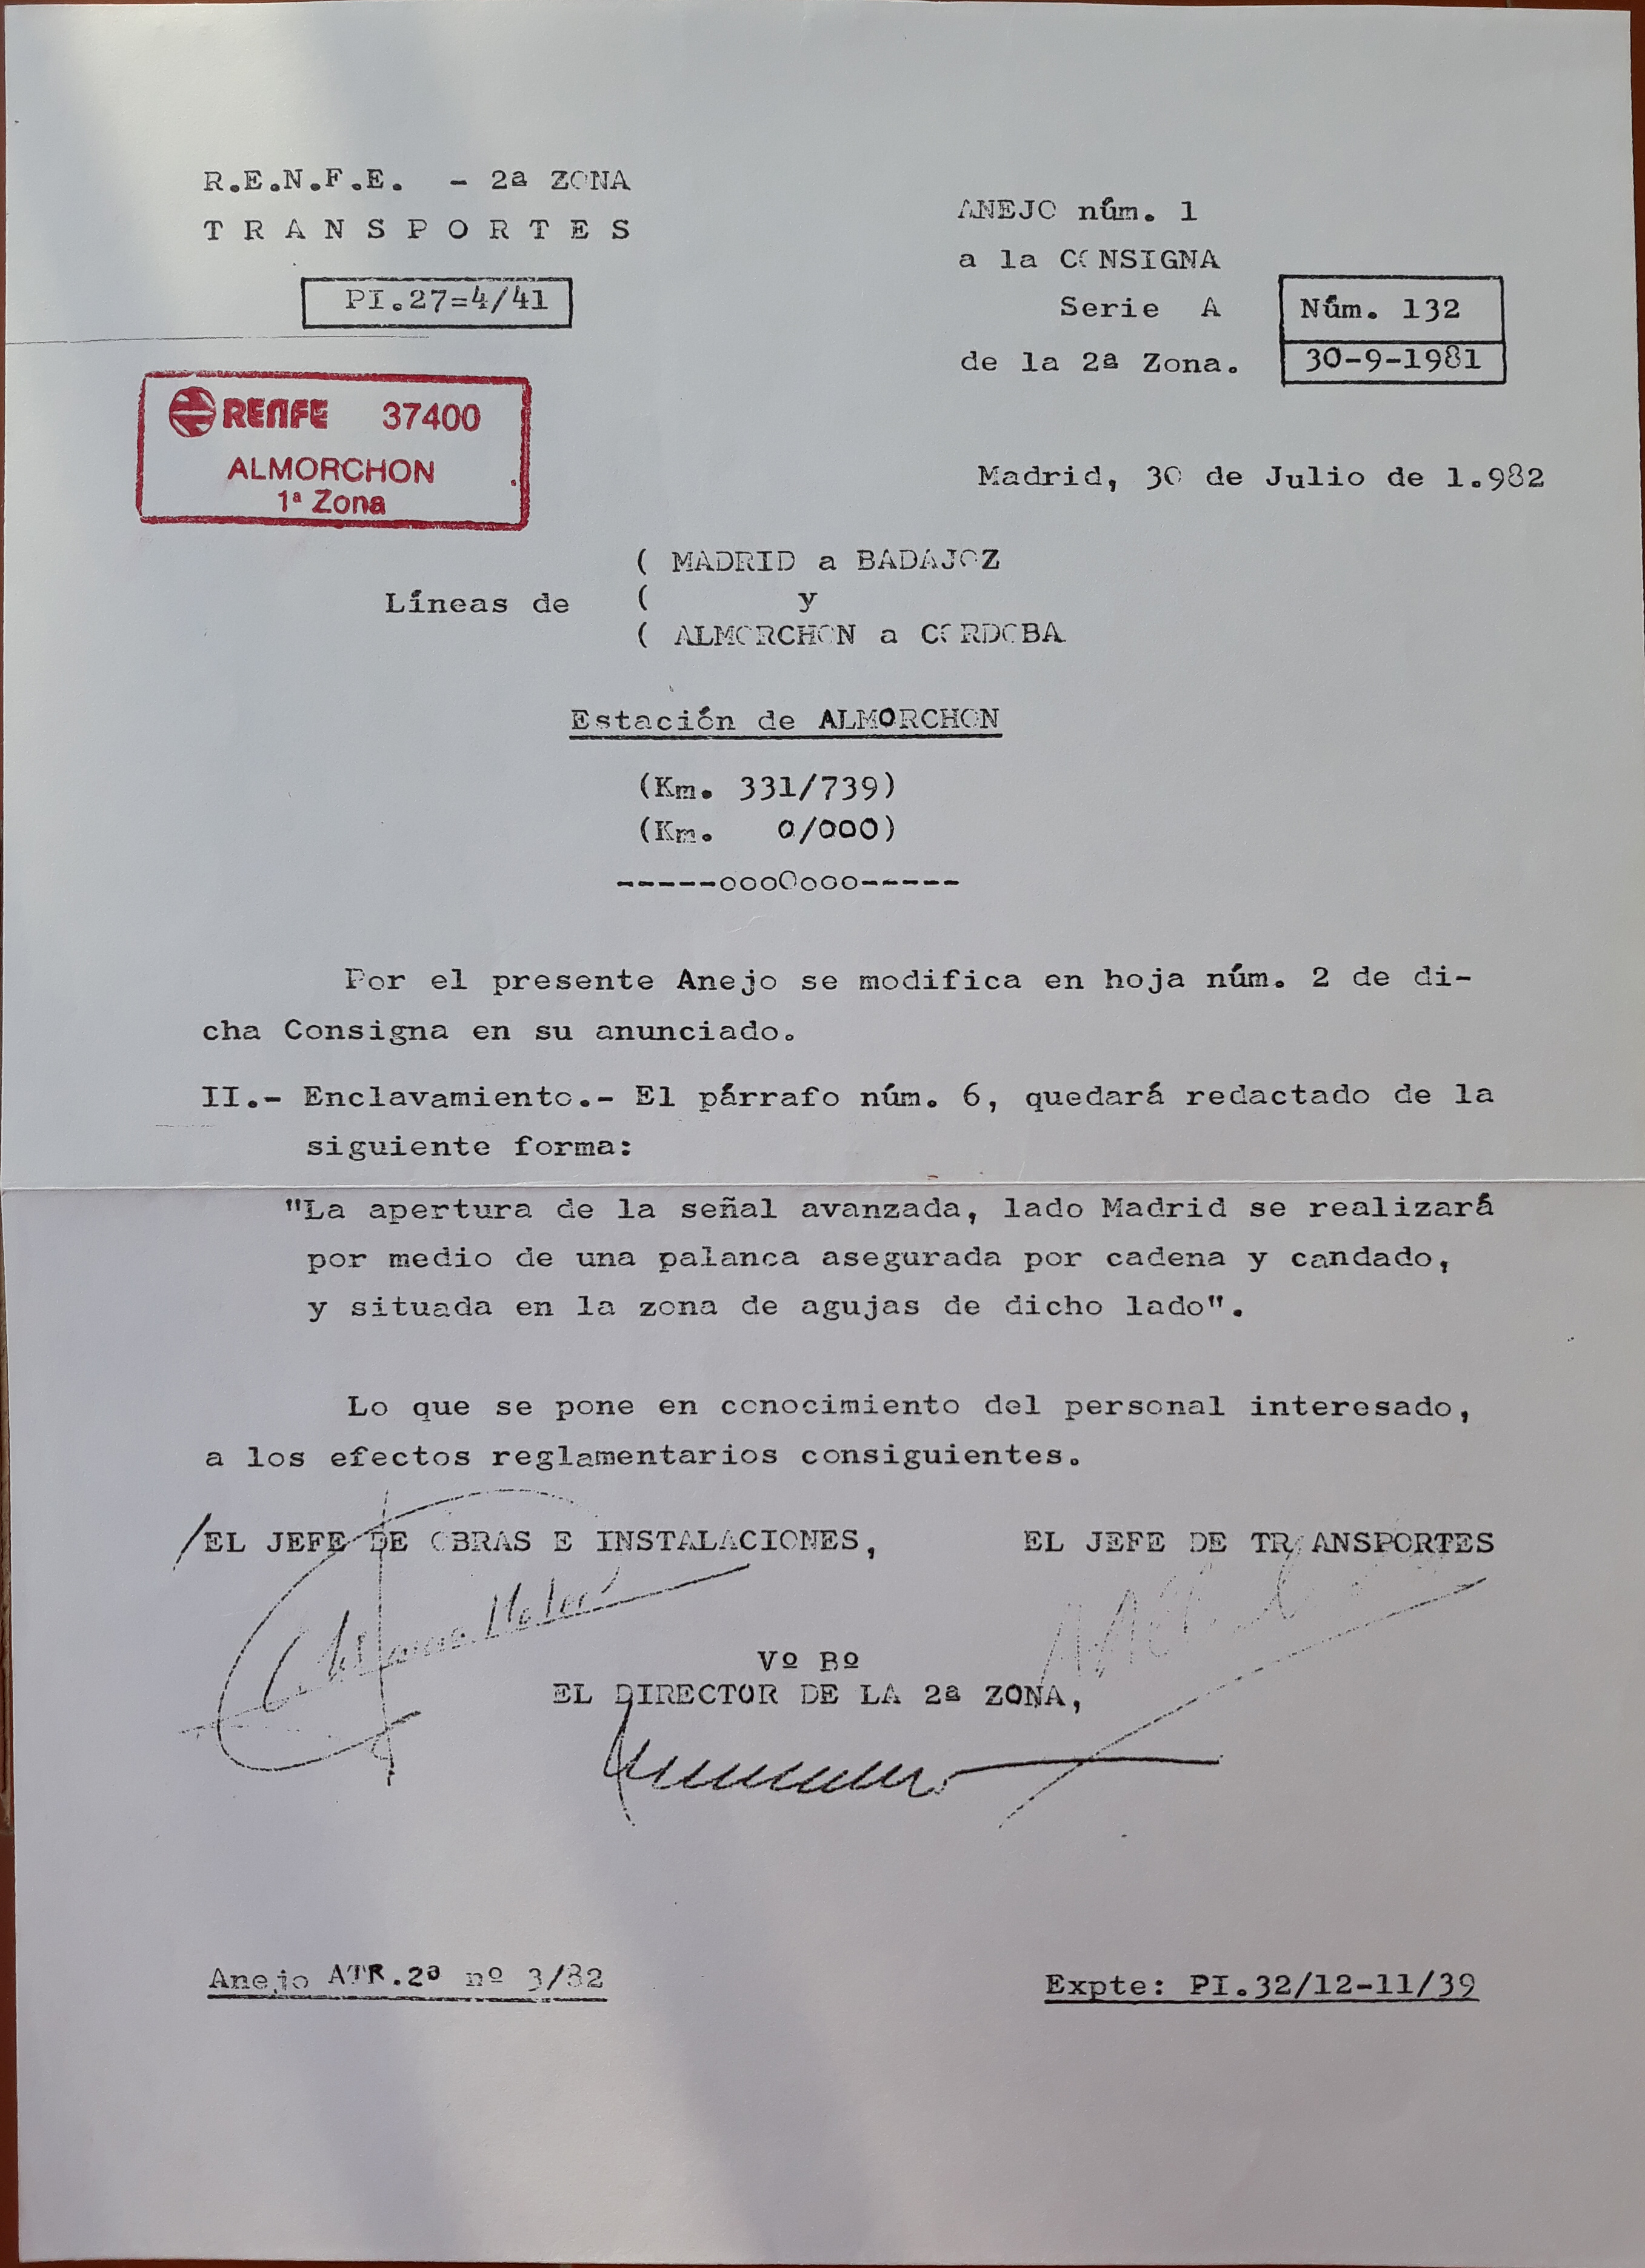 R.E.N.F.E. - 2ª ZONA
TRANSPORTES
PI.27=4/41
ANEJO núm. 1
a la CONSIGNA
Serie A
Núm. 132
de la 2ª Zona.
30-9-1981
RENFE 37400
ALMORCHON
1ª Zona
Madrid, 30 de Julio de 1.982
( MADRID a BADAJOZ
Líneas de ( y
( ALMORCHON a CORDOBA
Estación de ALMORCHON
(Km. 331/739)
(Km. 0/000)
-----ooo0ooo-----
Por el presente Anejo se modifica en hoja núm. 2 de di-
cha Consigna en su anunciado.
II.- Enclavamiento.- El párrafo núm. 6, quedará redactado de la
siguiente forma:
"La apertura de la señal avanzada, lado Madrid se realizará
por medio de una palanca asegurada por cadena y candado,
y situada en la zona de agujas de dicho lado".
Lo que se pone en conocimiento del personal interesado,
a los efectos reglamentarios consiguientes.
/EL JEFE DE OBRAS E INSTALACIONES,
EL JEFE DE TRANSPORTES
Vº Bº
EL DIRECTOR DE LA 2ª ZONA,
Anejo ATR.2ª nº 3/82
Expte: PI.32/12-11/39